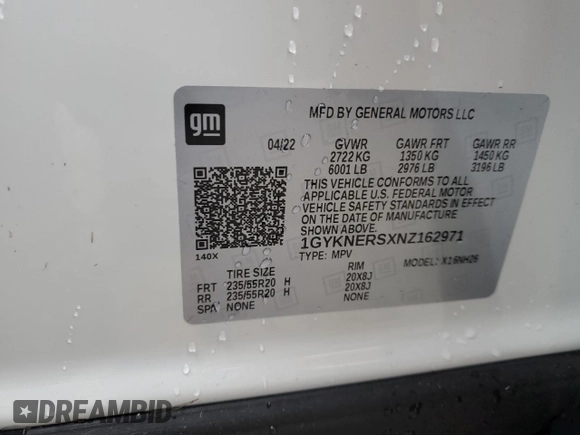 gm
MFD BY GENERAL MOTORS LLC
04/22 GVWR GAWR FRT GAWR RR
2722 KG 1350 KG 1450 KG
6001 LB 2976 LB 3196 LB
THIS VEHICLE CONFORMS TO ALL
APPLICABLE U.S. FEDERAL MOTOR
VEHICLE SAFETY STANDARDS IN EFFECT
ON THE DATE OF MANUFACTURE
SHOWN ABOVE.
1GYKNERSXNZ162971
140X TYPE: MPV MODEL: X16NH26
TIRE SIZE RIM
FRT 235/55R20 H 20X8J
RR 235/55R20 H 20X8J
SPA NONE NONE
DREAMBID